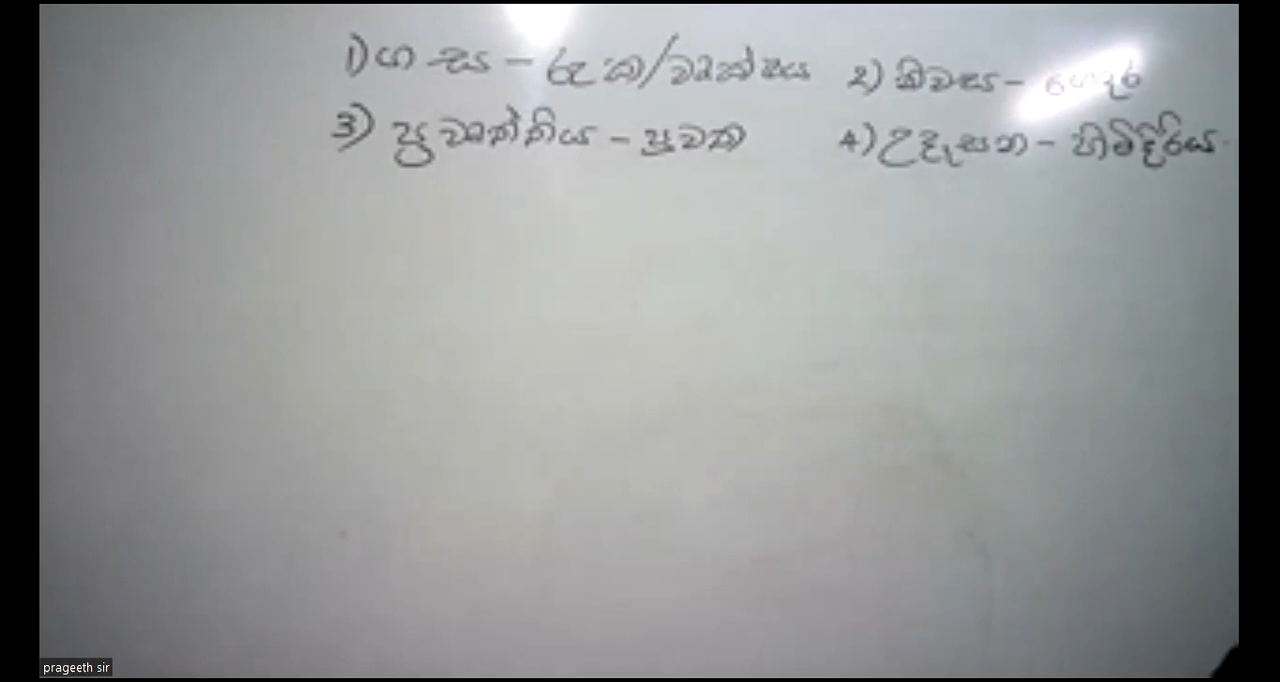 1) ගස - රුක/වෘක්ෂය 2) නිවස - ගෙදර
3) ප්‍රවෘත්තිය - පුවත 4) උදෑසන - හිමිදිරිය
prageeth sir